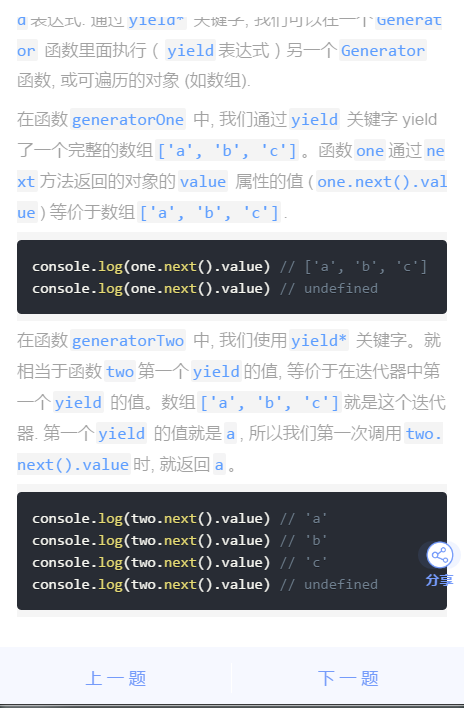 d表达式. 通过 yield* 关键字, 我们可以在一个 Generat
or 函数里面执行 ( yield表达式 ) 另一个 Generator
函数, 或可遍历的对象 (如数组).
在函数 generatorOne 中, 我们通过 yield 关键字 yield
了一个完整的数组 ['a', 'b', 'c'] 。函数 one 通过 ne
xt 方法返回的对象的 value 属性的值 ( one.next().val
ue ) 等价于数组 ['a', 'b', 'c'] .
console.log(one.next().value) // ['a', 'b', 'c']
console.log(one.next().value) // undefined
在函数 generatorTwo 中, 我们使用 yield* 关键字。就
相当于函数 two 第一个 yield 的值, 等价于在迭代器中第
一个 yield 的值。数组 ['a', 'b', 'c'] 就是这个迭代
器. 第一个 yield 的值就是 a , 所以我们第一次调用 two.
next().value 时, 就返回 a 。
console.log(two.next().value) // 'a'
console.log(two.next().value) // 'b'
console.log(two.next().value) // 'c'
console.log(two.next().value) // undefined
分享
上一题
下一题